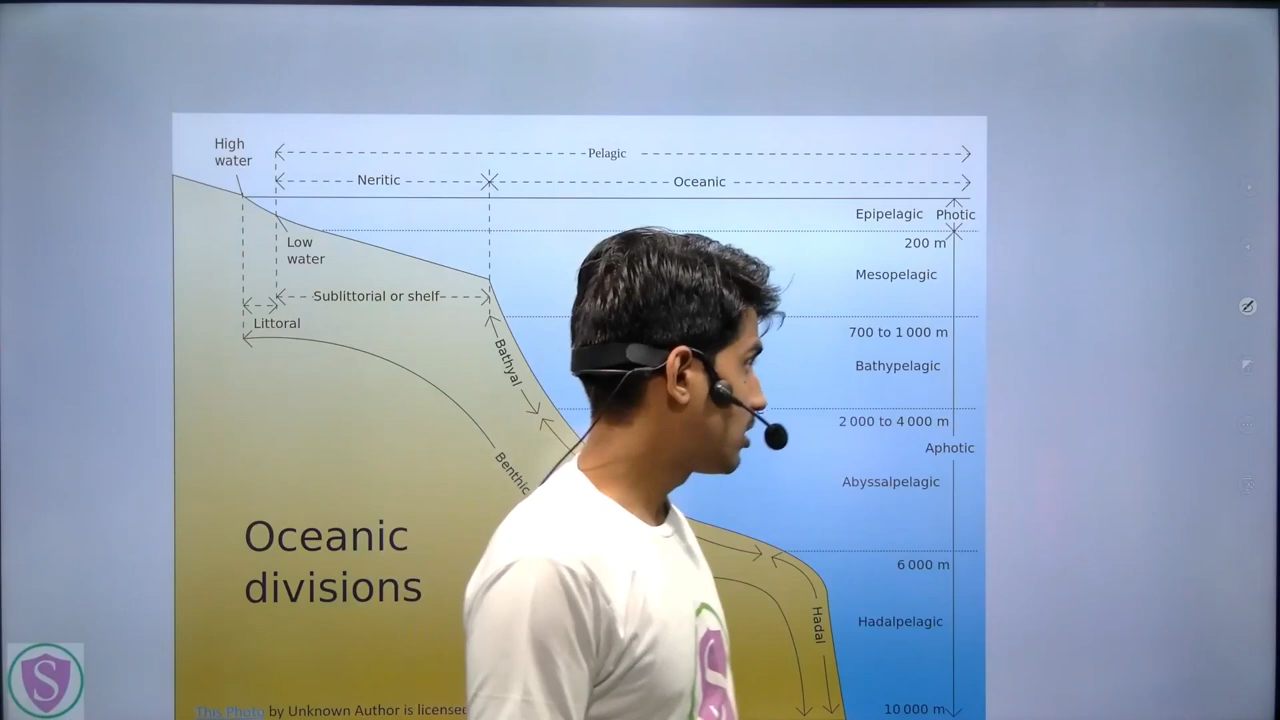 High
water
Pelagic
Neritic
Oceanic
Epipelagic
Photic
Low
water
200 m
Mesopelagic
Sublittorial or shelf
Littoral
700 to 1 000 m
Bathyal
Bathypelagic
2 000 to 4 000 m
Aphotic
Benthic
Abyssalpelagic
Oceanic
divisions
6 000 m
Hadal
Hadalpelagic
S
This Photo by Unknown Author is licensed
10 000 m